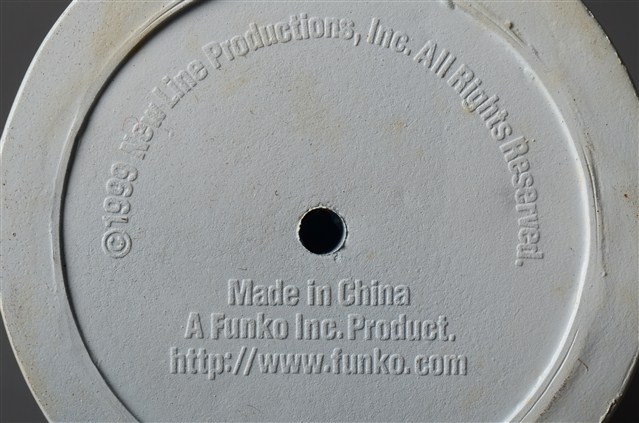 ©1999 New Line Productions, Inc. All Rights Reserved.
Made in China
A Funko Inc. Product.
http://www.funko.com